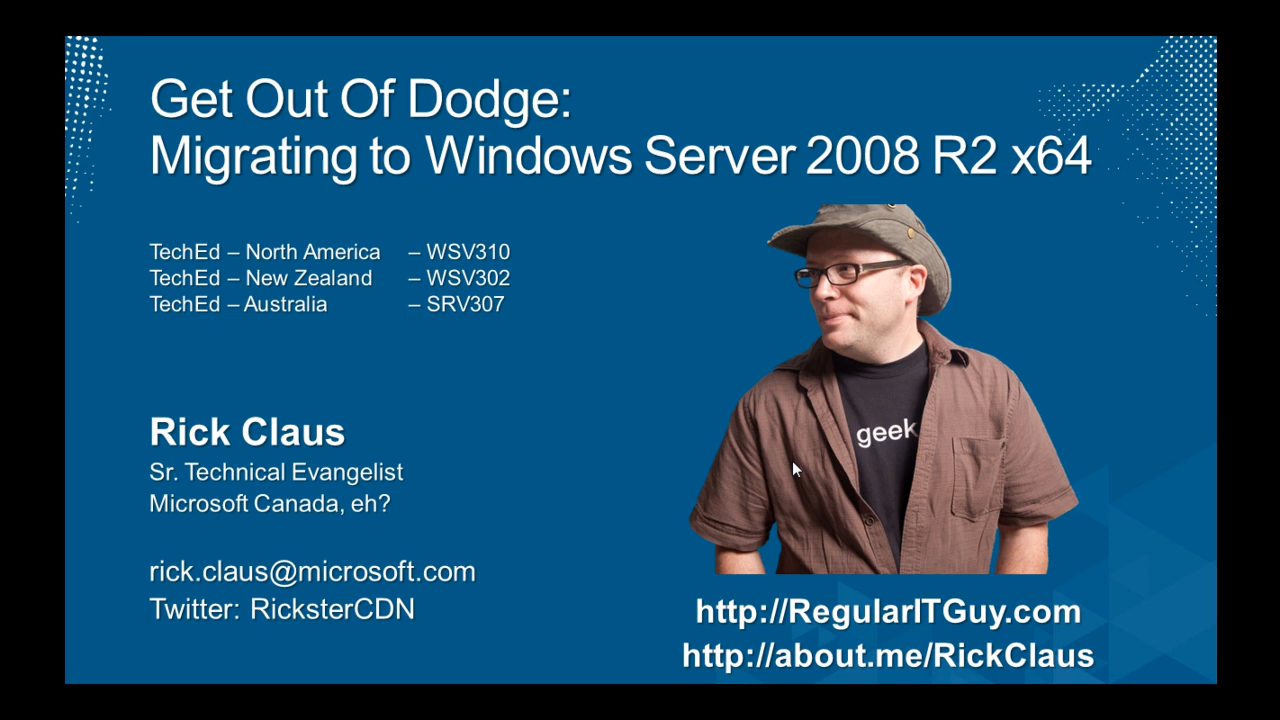 Get Out Of Dodge:
Migrating to Windows Server 2008 R2 x64
TechEd – North America – WSV310
TechEd – New Zealand – WSV302
TechEd – Australia – SRV307
geek
Rick Claus
Sr. Technical Evangelist
Microsoft Canada, eh?
rick.claus@microsoft.com
Twitter: RicksterCDN
http://RegularITGuy.com
http://about.me/RickClaus